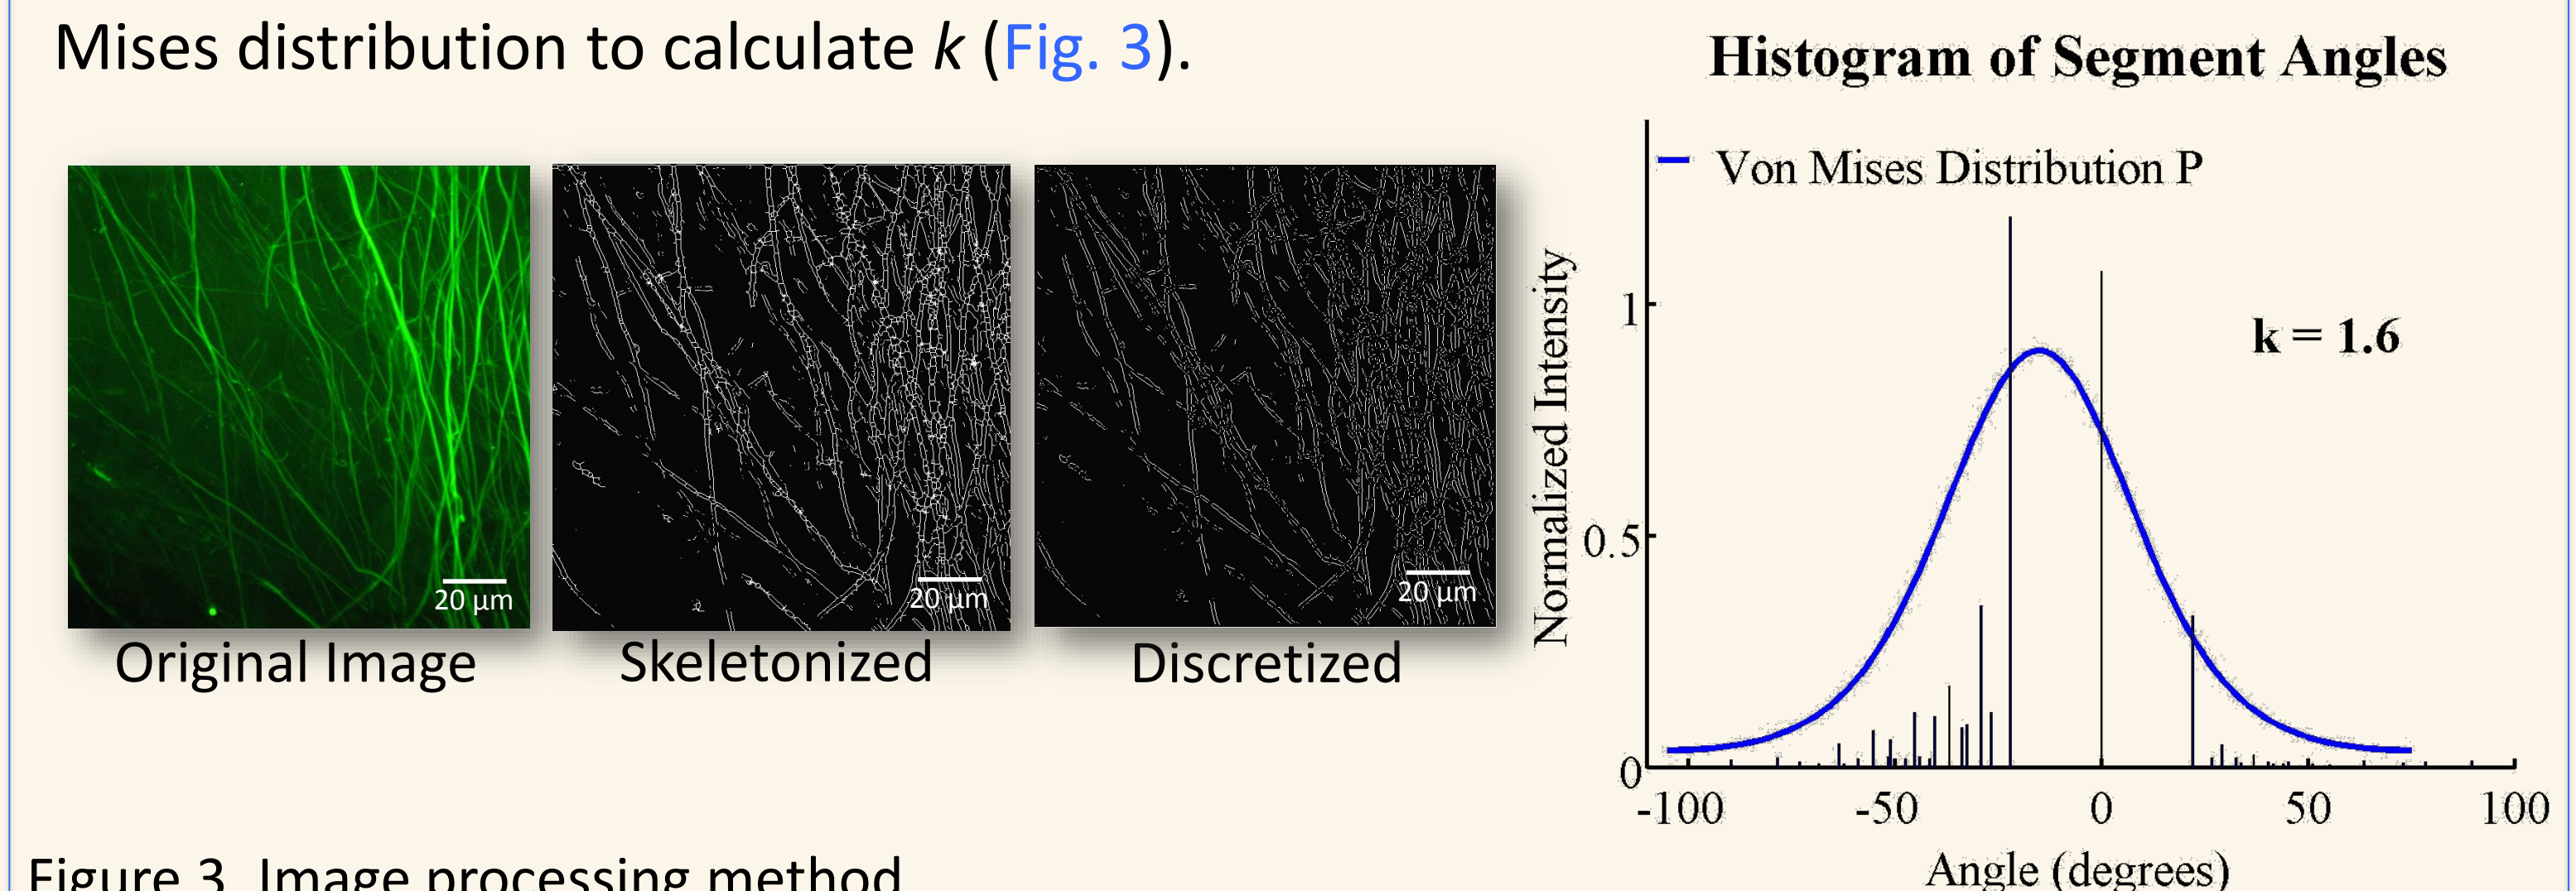 Mises distribution to calculate k (Fig. 3).
20 µm
Original Image
20 µm
Skeletonized
20 µm
Discretized
Histogram of Segment Angles
Von Mises Distribution P
k = 1.6
Normalized Intensity
1
0.5
0
-100 -50 0 50 100
Angle (degrees)
Figure 3. Image processing method